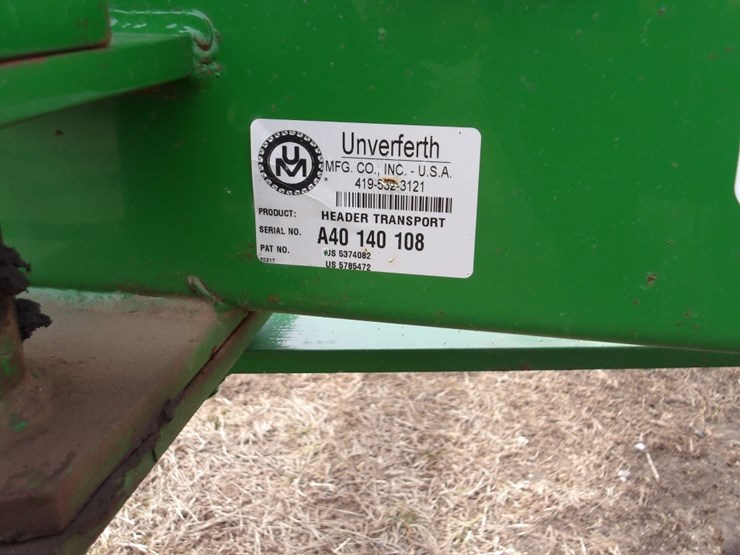 UM
Unverferth
MFG. CO., INC. - U.S.A.
419-532-3121
PRODUCT: HEADER TRANSPORT
SERIAL NO. A40 140 108
PAT NO. US 5374082
US 5785472